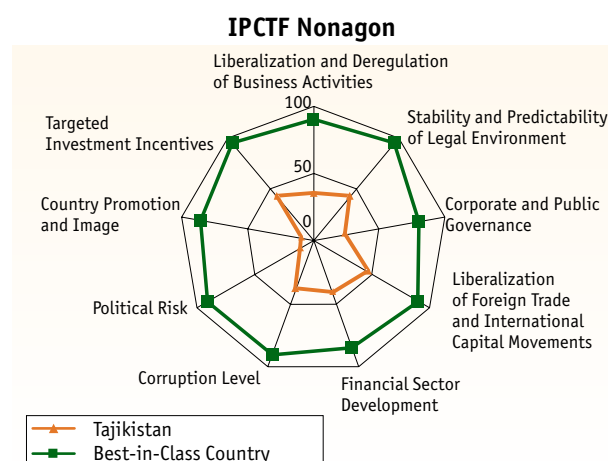 IPCTF Nonagon
Liberalization and Deregulation
of Business Activities
100
50
0
Stability and Predictability
of Legal Environment
Corporate and Public
Governance
Liberalization
of Foreign Trade
and International
Capital Movements
Financial Sector
Development
Corruption Level
Political Risk
Country Promotion
and Image
Targeted
Investment Incentives
Tajikistan
Best-in-Class Country